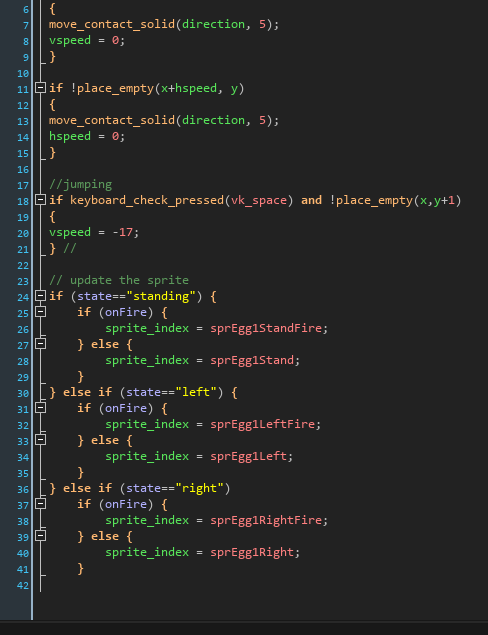 6 {
7 move_contact_solid(direction, 5);
8 vspeed = 0;
9 }
10
11 if !place_empty(x+hspeed, y)
12 {
13 move_contact_solid(direction, 5);
14 hspeed = 0;
15 }
16
17 //jumping
18 if keyboard_check_pressed(vk_space) and !place_empty(x,y+1)
19 {
20 vspeed = -17;
21 } //
22
23 // update the sprite
24 if (state=="standing") {
25     if (onFire) {
26         sprite_index = sprEgg1StandFire;
27     } else {
28         sprite_index = sprEgg1Stand;
29     }
30 } else if (state=="left") {
31     if (onFire) {
32         sprite_index = sprEgg1LeftFire;
33     } else {
34         sprite_index = sprEgg1Left;
35     }
36 } else if (state=="right")
37     if (onFire) {
38         sprite_index = sprEgg1RightFire;
39     } else {
40         sprite_index = sprEgg1Right;
41     }
42